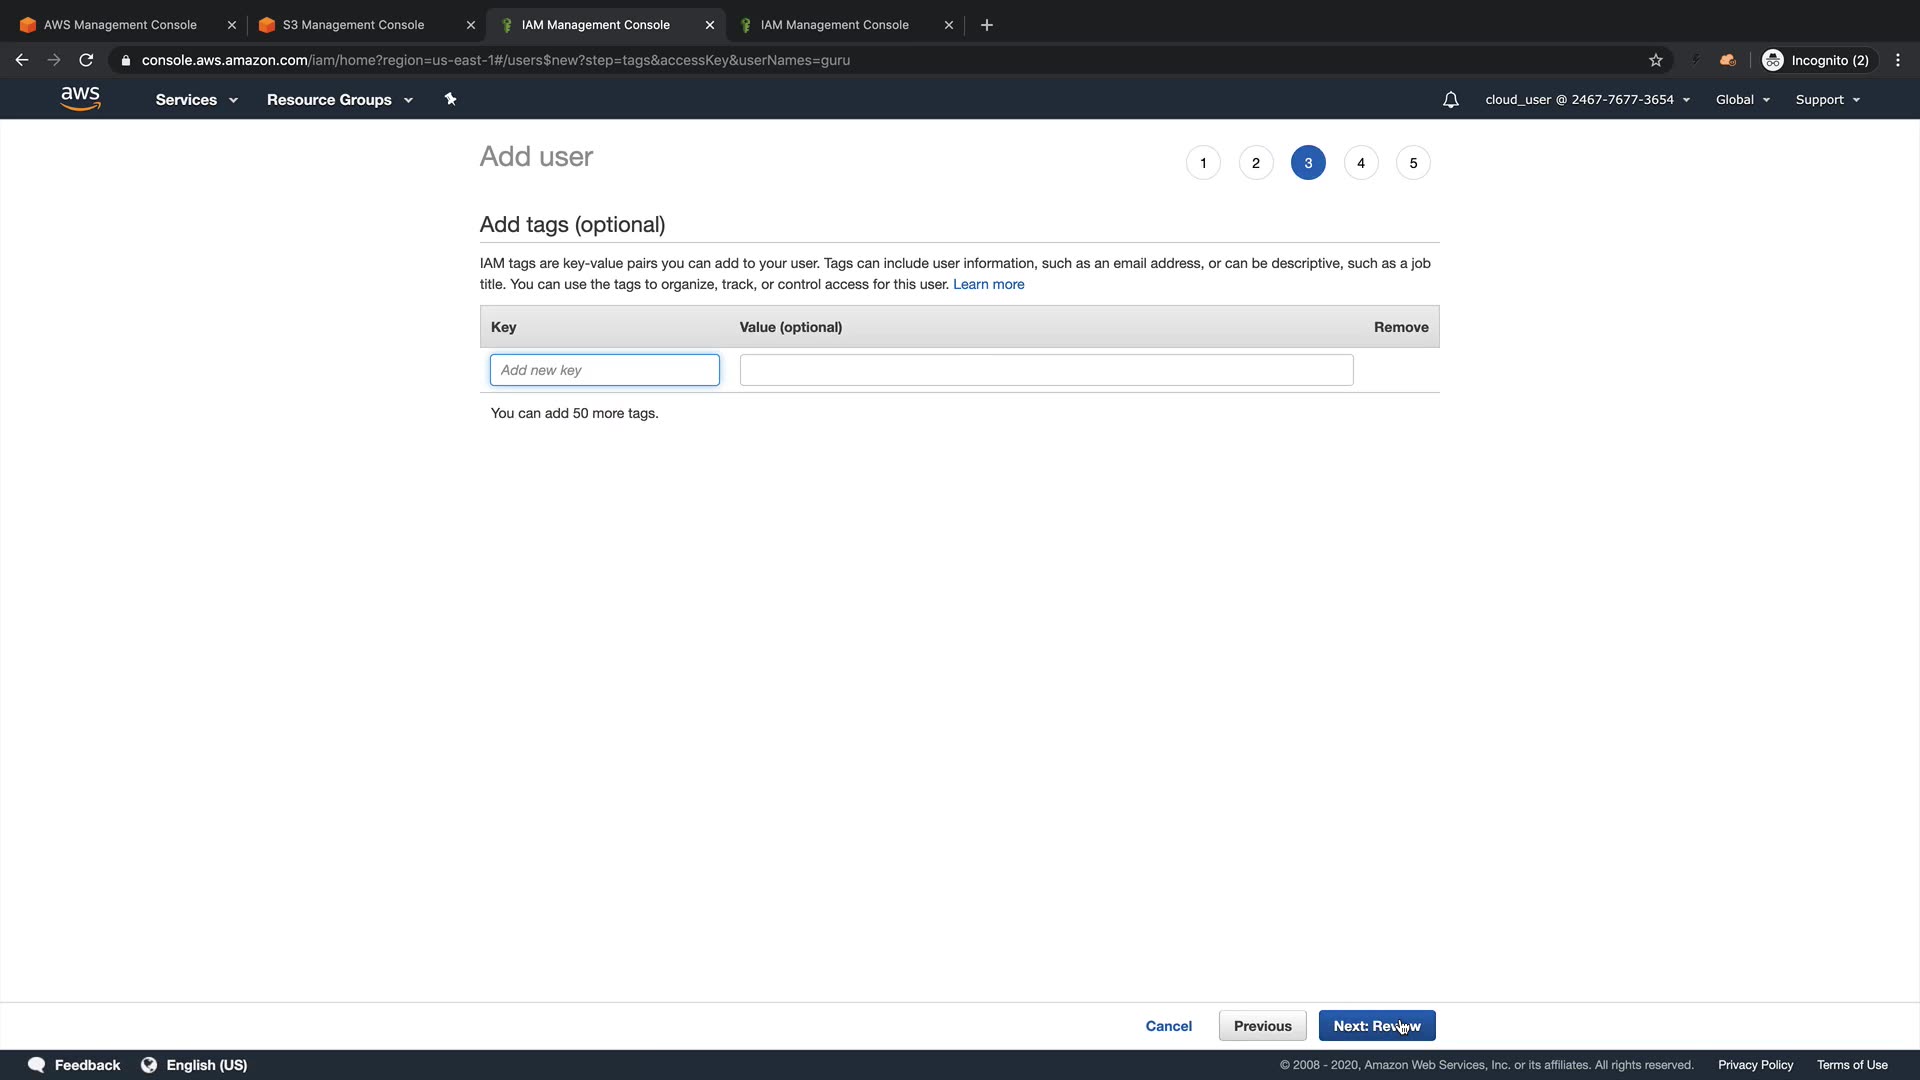 AWS Management Console
S3 Management Console
IAM Management Console
IAM Management Console
console.aws.amazon.com/iam/home?region=us-east-1#/users$new?step=tags&accessKey&userNames=guru
Incognito (2)
aws
Services
Resource Groups
cloud_user @ 2467-7677-3654
Global
Support
Add user
1
2
3
4
5
Add tags (optional)
IAM tags are key-value pairs you can add to your user. Tags can include user information, such as an email address, or can be descriptive, such as a job
title. You can use the tags to organize, track, or control access for this user. Learn more
Key
Value (optional)
Remove
Add new key
You can add 50 more tags.
Cancel
Previous
Next: Review
Feedback
English (US)
© 2008 - 2020, Amazon Web Services, Inc. or its affiliates. All rights reserved.
Privacy Policy
Terms of Use